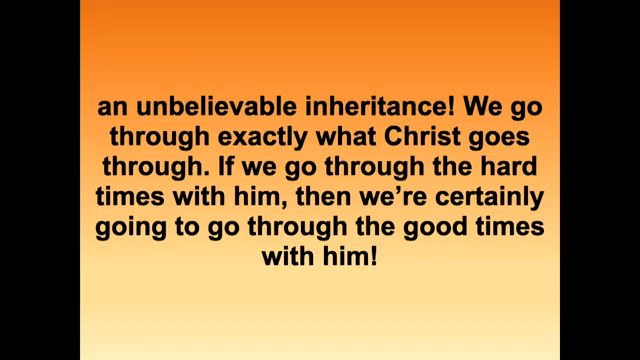 an unbelievable inheritance! We go
through exactly what Christ goes
through. If we go through the hard
times with him, then we’re certainly
going to go through the good times
with him!